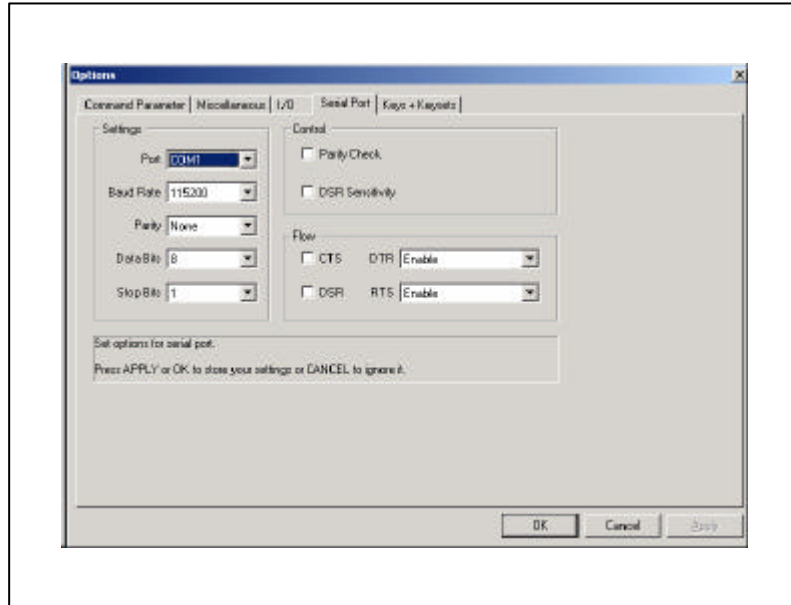 Options
Command Parameter Miscellaneous I/O Serial Port Keys + Keysets
Settings
Port COM1
Baud Rate 115200
Parity None
Data Bits 8
Stop Bits 1
Control
Parity Check
DSR Sensitivity
Flow
CTS DTR Enable
DSR RTS Enable
Set options for serial port.
Press APPLY or OK to store your settings or CANCEL to ignore it.
OK Cancel Apply